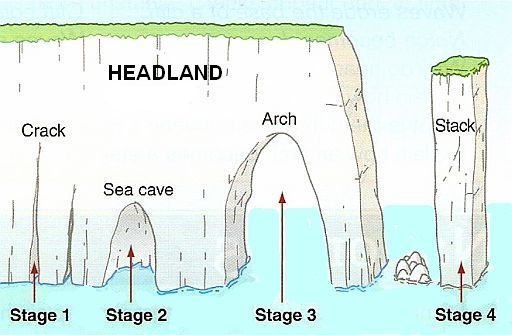 HEADLAND
Crack
Arch
Stack
Sea cave
Stage 1
Stage 2
Stage 3
Stage 4